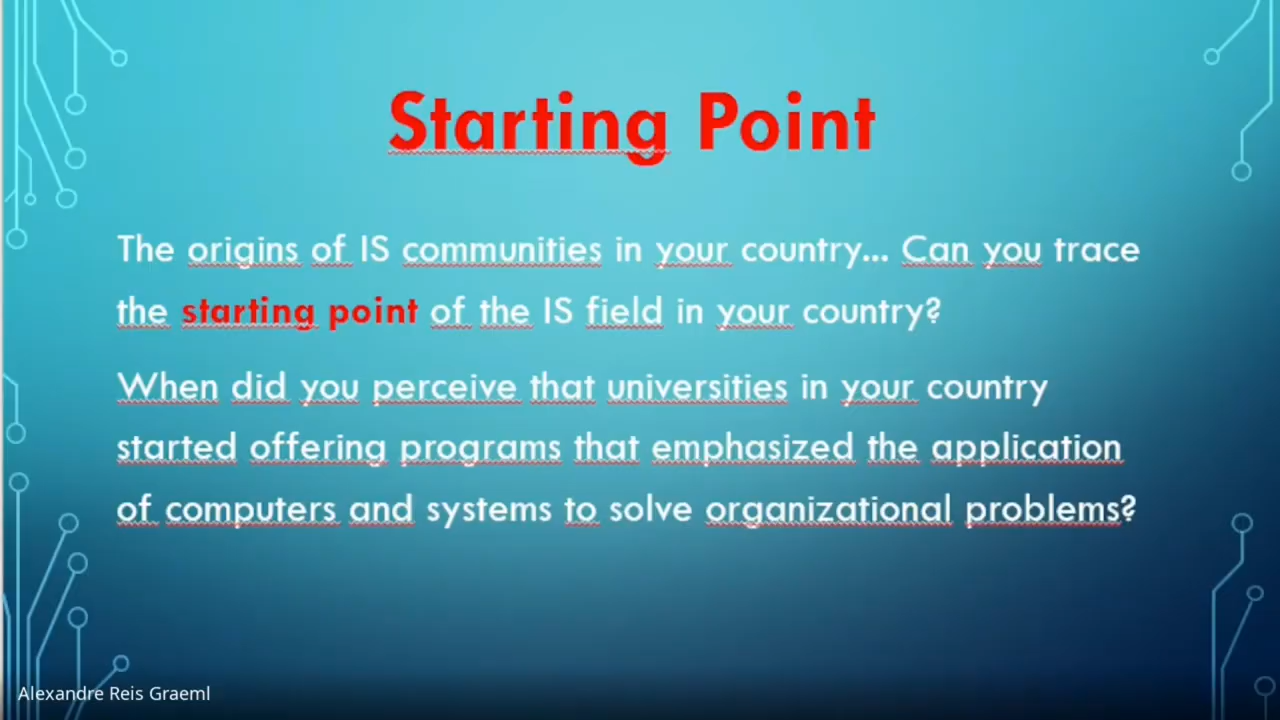 Starting Point
The origins of IS communities in your country... Can you trace
the starting point of the IS field in your country?
When did you perceive that universities in your country
started offering programs that emphasized the application
of computers and systems to solve organizational problems?
Alexandre Reis Graeml